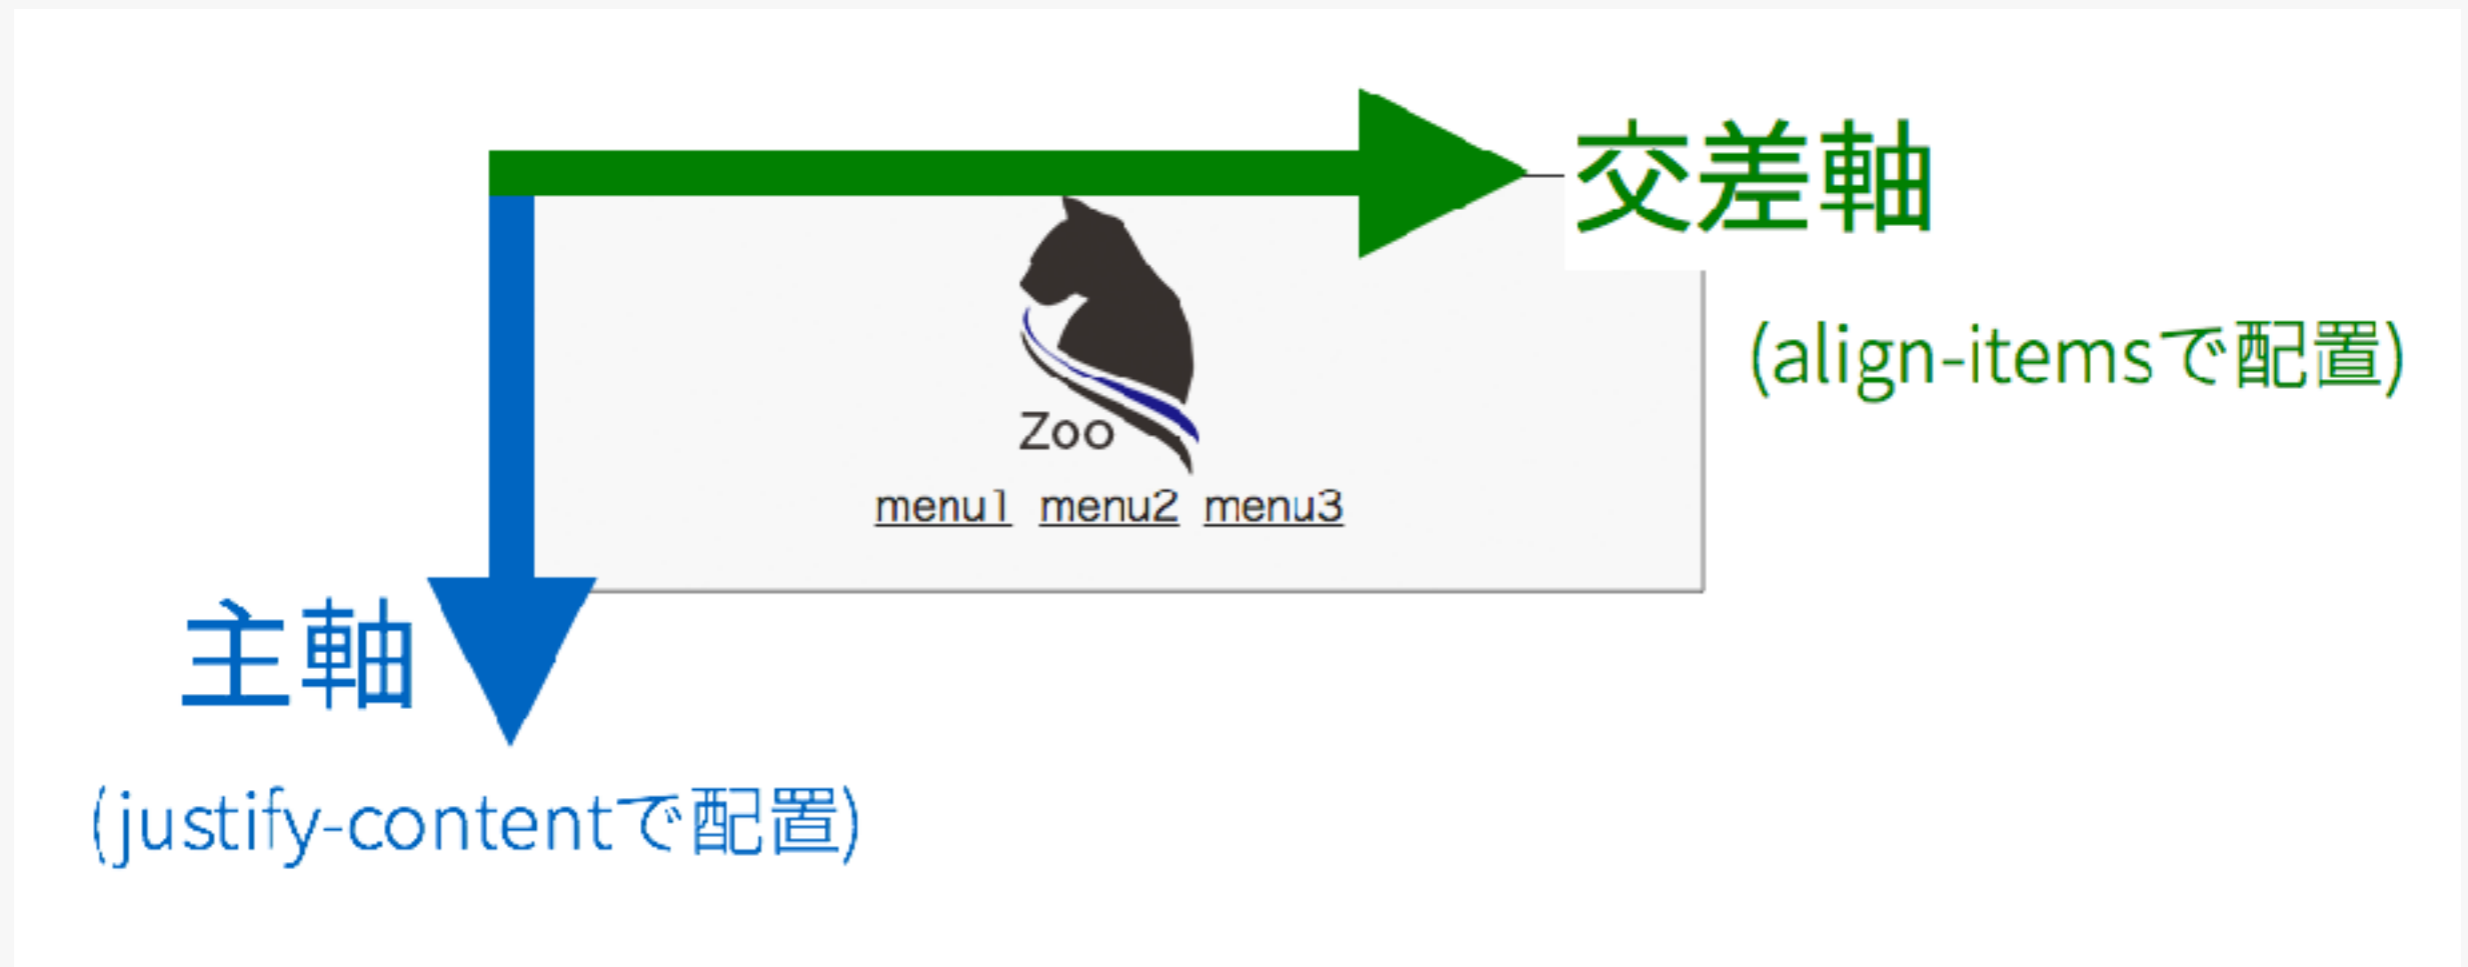 交差軸
(align-itemsで配置)
Zoo
menu1 menu2 menu3
主軸
(justify-contentで配置)